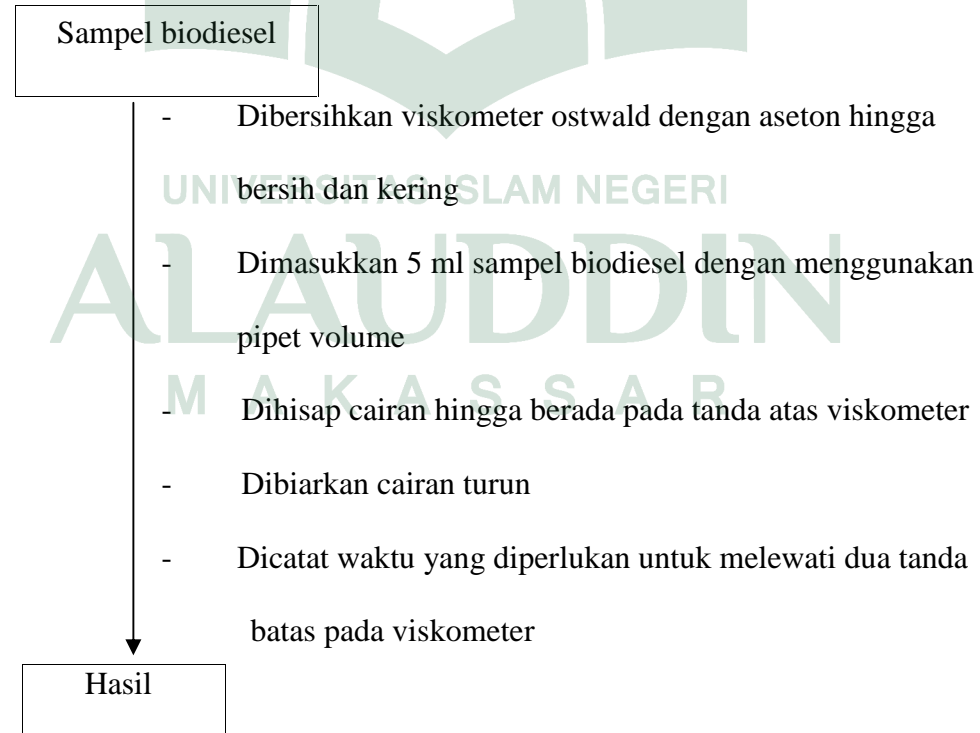 Sampel biodiesel
- Dibersihkan viskometer ostwald dengan aseton hingga
bersih dan kering
UNIVERSITAS ISLAM NEGERI
ALAUDDIN
- Dimasukkan 5 ml sampel biodiesel dengan menggunakan
pipet volume
MAKASSAR
- Dihisap cairan hingga berada pada tanda atas viskometer
- Dibiarkan cairan turun
- Dicatat waktu yang diperlukan untuk melewati dua tanda
batas pada viskometer
Hasil